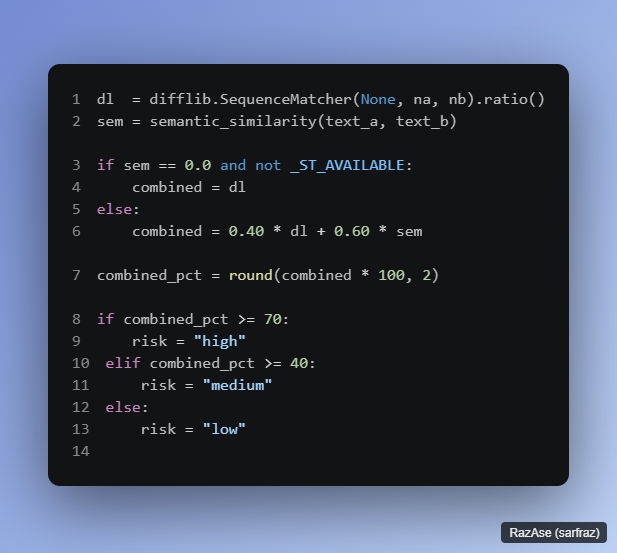 1 dl  = difflib.SequenceMatcher(None, na, nb).ratio()
2 sem = semantic_similarity(text_a, text_b)
3 if sem == 0.0 and not _ST_AVAILABLE:
4     combined = dl
5 else:
6     combined = 0.40 * dl + 0.60 * sem
7 combined_pct = round(combined * 100, 2)
8 if combined_pct >= 70:
9     risk = "high"
10 elif combined_pct >= 40:
11     risk = "medium"
12 else:
13     risk = "low"
14
RazAse (sarfraz)